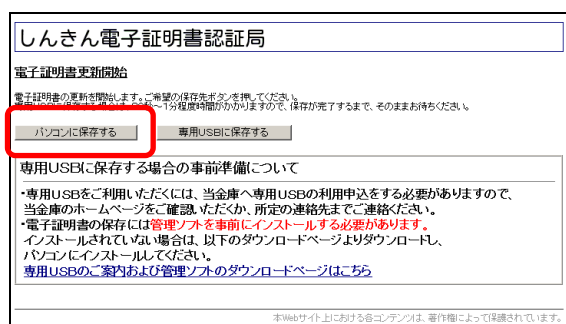 しんきん電子証明書認証局
電子証明書更新開始
電子証明書の更新を開始します。ご希望の保存先ボタンを押してください。
専用USBに保存する場合は、30秒～1分程度時間がかかりますので、保存が完了するまで、そのままお待ちください。
パソコンに保存する 専用USBに保存する
専用USBに保存する場合の事前準備について
・専用USBをご利用いただくには、当金庫へ専用USBの利用申込をする必要がありますので、
当金庫のホームページをご確認いただくか、所定の連絡先までご連絡ください。
・電子証明書の保存には管理ソフトを事前にインストールする必要があります。
インストールされていない場合は、以下のダウンロードページよりダウンロードし、
パソコンにインストールしてください。
専用USBのご案内および管理ソフトのダウンロードページはこちら
本Webサイト上における各コンテンツは、著作権によって保護されています。